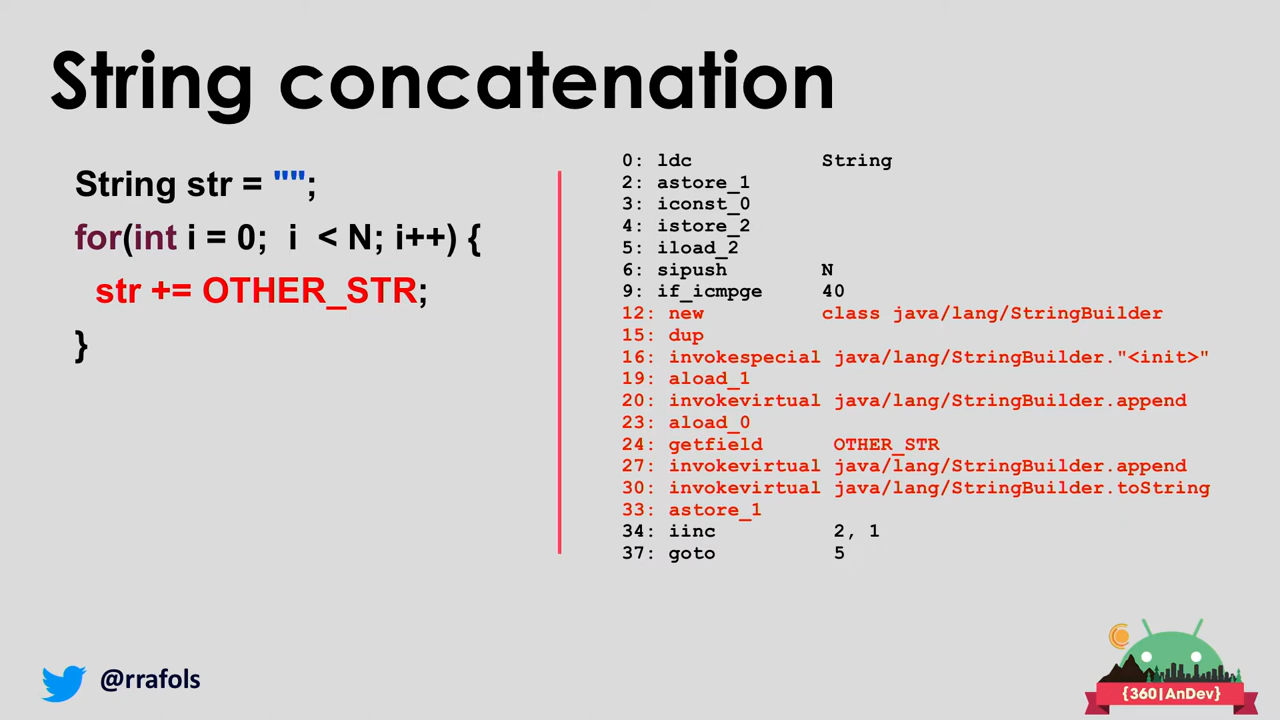 String concatenation
String str = "";
for(int i = 0; i < N; i++) {
str += OTHER_STR;
}
0: ldc String
2: astore_1
3: iconst_0
4: istore_2
5: iload_2
6: sipush N
9: if_icmpge 40
12: new class java/lang/StringBuilder
15: dup
16: invokespecial java/lang/StringBuilder."<init>"
19: aload_1
20: invokevirtual java/lang/StringBuilder.append
23: aload_0
24: getfield OTHER_STR
27: invokevirtual java/lang/StringBuilder.append
30: invokevirtual java/lang/StringBuilder.toString
33: astore_1
34: iinc 2, 1
37: goto 5
@rrafols
{360|AnDev}